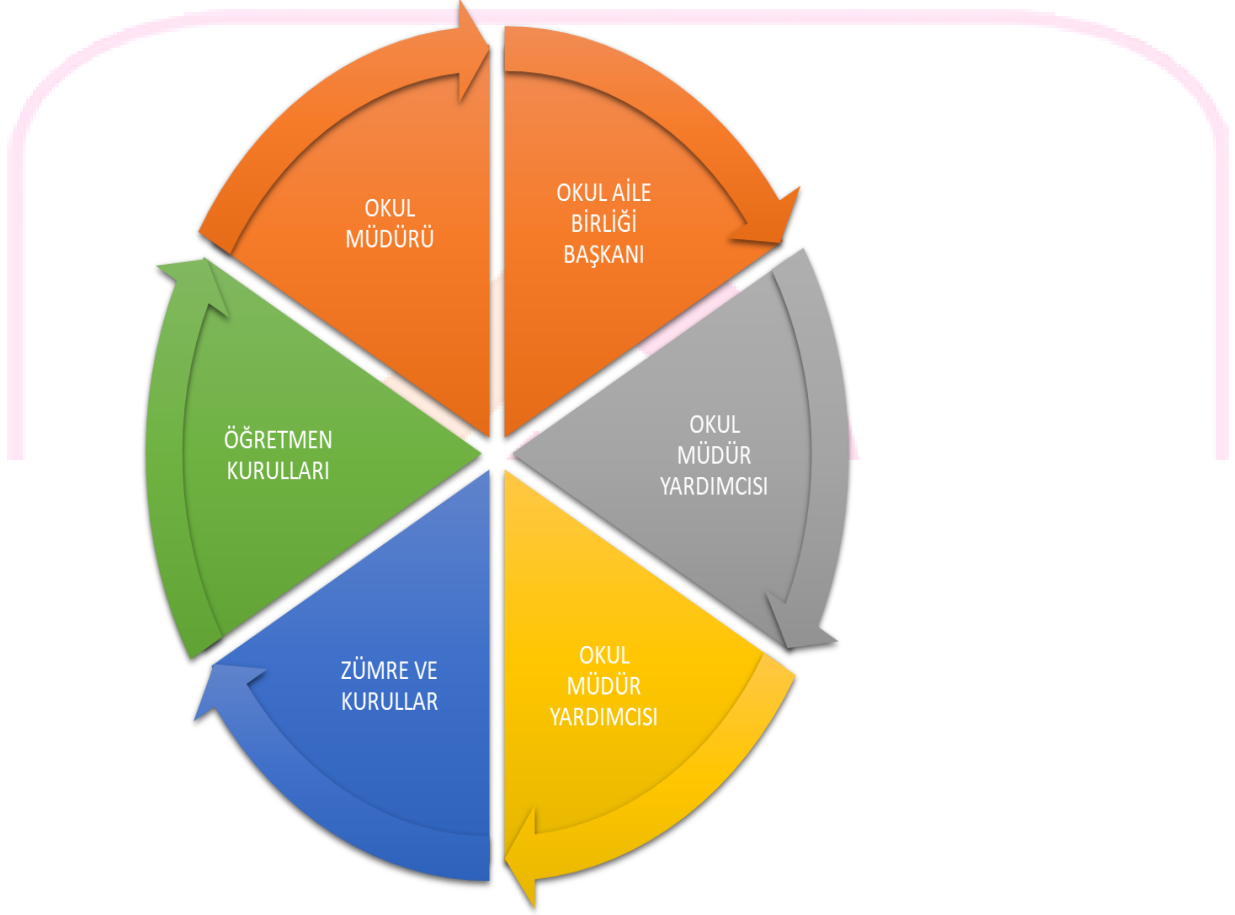 OKUL
MÜDÜRÜ
OKUL AİLE
BİRLİĞİ
BAŞKANI
OKUL
MÜDÜR
YARDIMCISI
OKUL
MÜDÜR
YARDIMCISI
ZÜMRE VE
KURULLAR
ÖĞRETMEN
KURULLARI